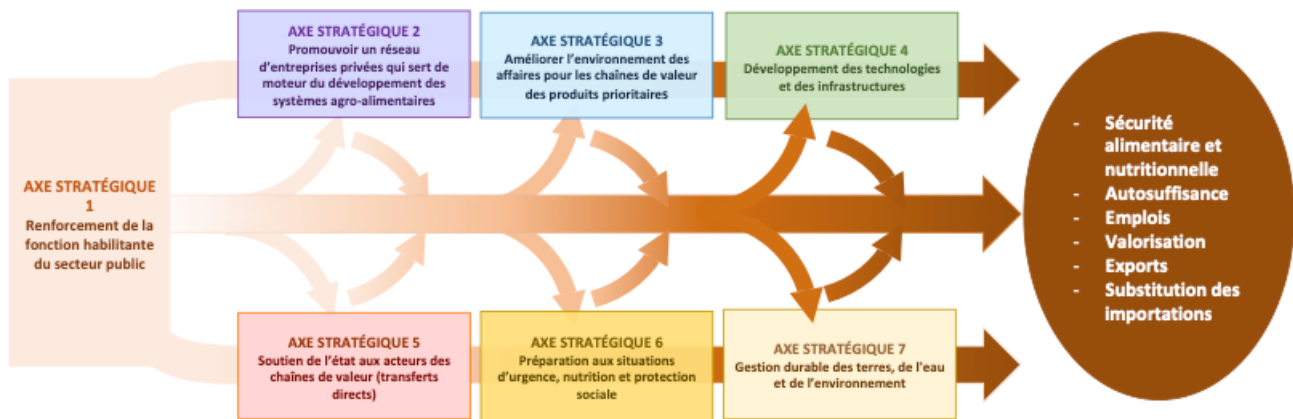 AXE STRATÉGIQUE
1
Renforcement de la
fonction habilitante
du secteur public
AXE STRATÉGIQUE 2
Promouvoir un réseau
d'entreprises privées qui sert de
moteur du développement des
systèmes agro-alimentaires
AXE STRATÉGIQUE 3
Améliorer l'environnement des
affaires pour les chaînes de valeur
des produits prioritaires
AXE STRATÉGIQUE 4
Développement des technologies
et des infrastructures
AXE STRATÉGIQUE 5
Soutien de l'état aux acteurs des
chaînes de valeur (transferts
directs)
AXE STRATÉGIQUE 6
Préparation aux situations
d'urgence, nutrition et protection
sociale
AXE STRATÉGIQUE 7
Gestion durable des terres, de l'eau
et de l'environnement
- Sécurité
alimentaire et
nutritionnelle
- Autosuffisance
- Emplois
- Valorisation
- Exports
- Substitution des
importations